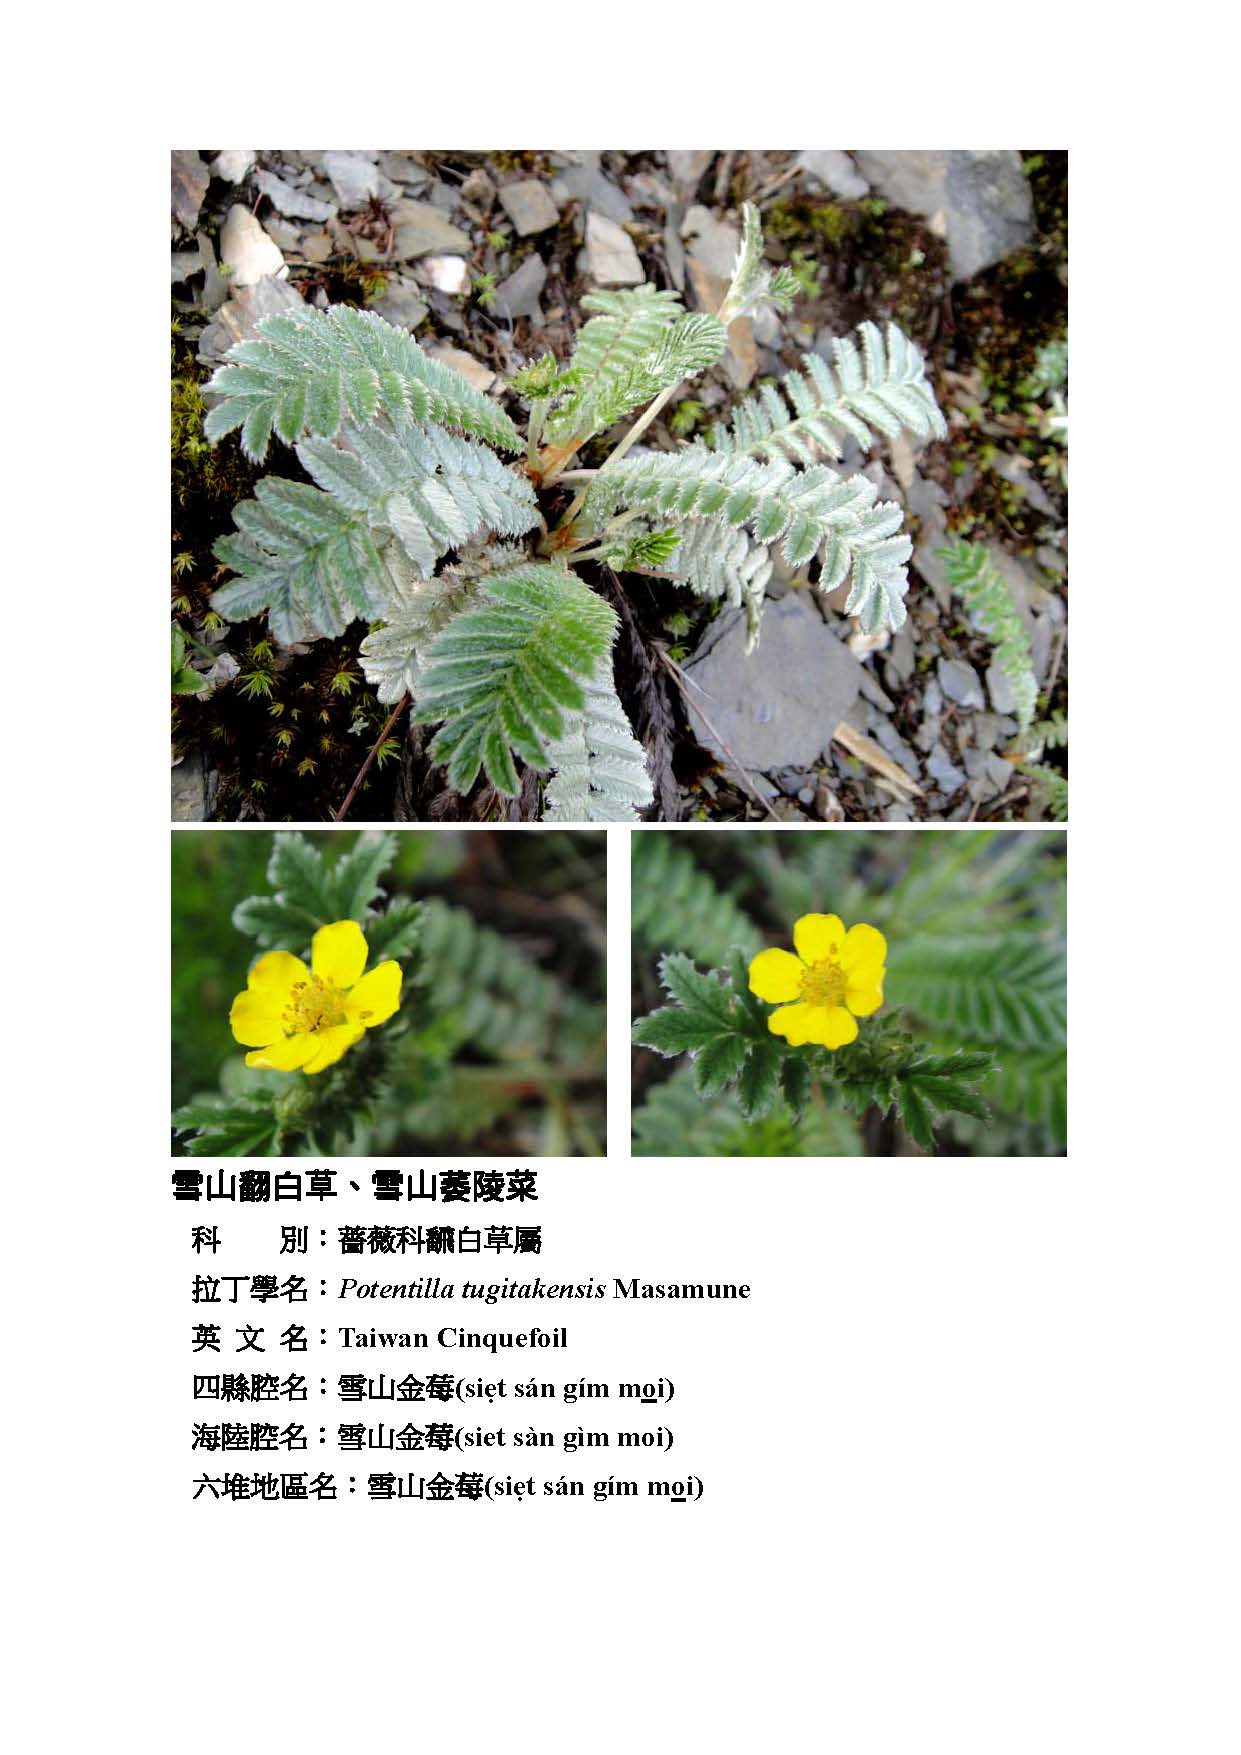 雪山翻白草、雪山萎陵菜
科　　別：薔薇科翻白草屬
拉丁學名：Potentilla tugitakensis Masamune
英 文 名：Taiwan Cinquefoil
四縣腔名：雪山金莓(siẹt sán gím mo̲i)
海陸腔名：雪山金莓(siet sàn gìm moi)
六堆地區名：雪山金莓(siẹt sán gím mo̲i)